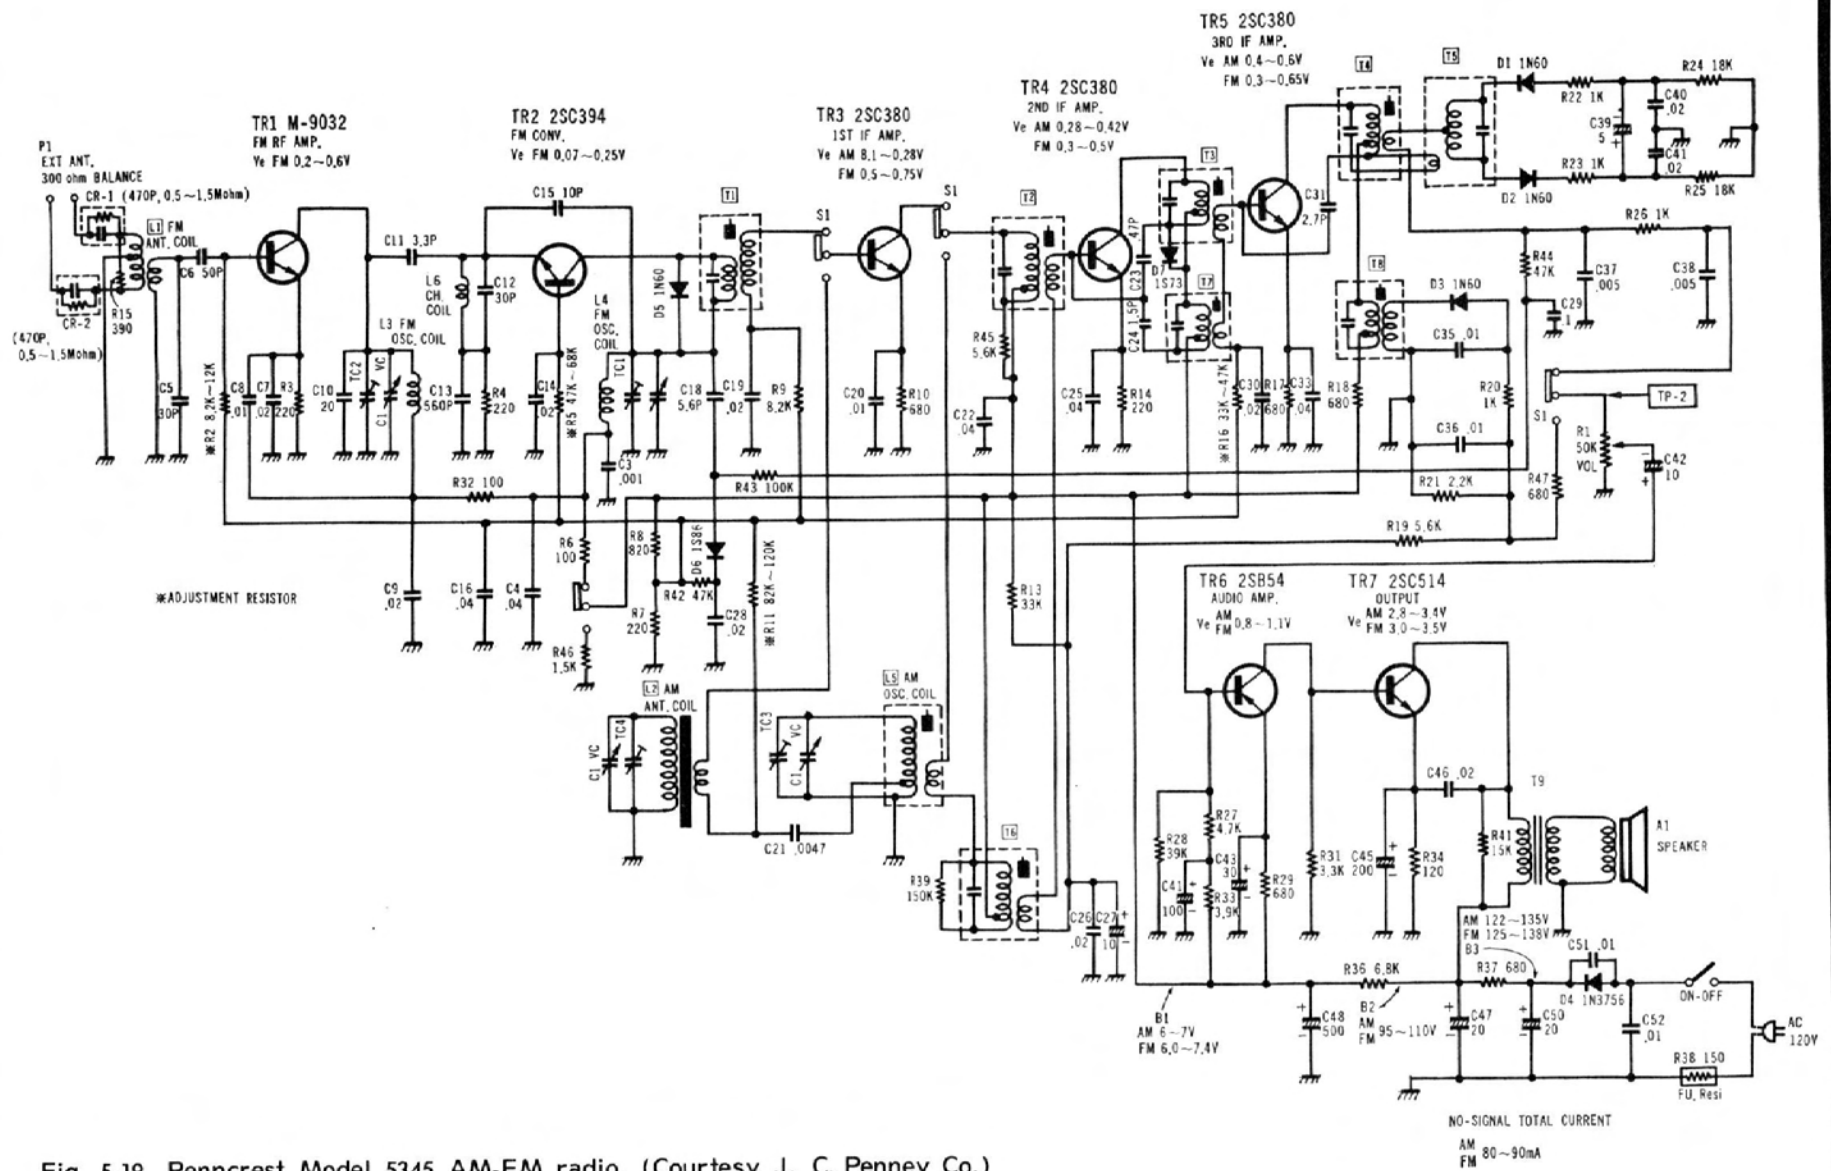 TR5 2SC380
3RD IF AMP.
Ve AM 0.4~0.6V
FM 0.3~0.65V
TR4 2SC380
2ND IF AMP.
Ve AM 0.28~0.42V
FM 0.3~0.5V
TR3 2SC380
1ST IF AMP.
Ve AM 8.1~0.28V
FM 0.5~0.75V
TR2 2SC394
FM CONV.
Ve FM 0.07~0.25V
TR1 M-9032
FM RF AMP.
Ve FM 0.2~0.6V
P1
EXT ANT.
300 ohm BALANCE
CR-1 (470P, 0.5~1.5Mohm)
L1 FM
ANT. COIL
CR-2
(470P,
0.5~1.5Mohm)
R15
390
C6 50P
C5
30P
※R2 8.2K~12K
C8
.01
C7
.02
R3
220
C10
20
TC2
C1
VC
L3 FM
OSC. COIL
C11 3.3P
L6
CH.
COIL
C12
30P
C15 10P
C13
560P
R4
220
C14
.02
※R5 47K~68K
L4
FM
OSC.
COIL
TC1
D5 1N60
T1
C3
.001
C18
5.6P
C19
.02
R9
8.2K
S1
C20
.01
R10
680
S1
T2
R45
5.6K
C22
.04
C25
.04
R14
220
C23 .47P
C24 1.5P
T3
D7
1S73
T7
※R16 33K~47K
C30
.02
R17
680
C33
.04
C31
2.7P
T4
T5
T8
R18
680
D1 1N60
R22 1K
R24 18K
C40
.02
C39
5
C41
.02
R23 1K
R25 18K
D2 1N60
R26 1K
R44
47K
C29
.1
C37
.005
C38
.005
D3 1N60
C35 .01
R20
1K
C36 .01
R21 2.2K
S1
TP-2
R1
50K
VOL
C42
10
R47
680
R19 5.6K
R32 100
R43 100K
R6
100
R8
820
D6 1S86
R42 47K
※R11 82K~120K
R7
220
C28
.02
R46
1.5K
C9
.02
C16
.04
C4
.04
※ADJUSTMENT RESISTOR
R13
33K
L2 AM
ANT. COIL
C1 VC
TC4
TC3
C1 VC
L5 AM
OSC. COIL
C21 .0047
T6
R39
150K
C26
.02
C27
10
TR6 2SB54
AUDIO AMP.
Ve AM
FM 0.8~1.1V
TR7 2SC514
OUTPUT
Ve AM 2.8~3.4V
FM 3.0~3.5V
R28
39K
R27
4.7K
C41
100
R33
3.9K
C43
30
R29
680
R31
3.3K
C45
200
R34
120
C46 .02
R41
15K
T9
A1
SPEAKER
AM 122~135V
FM 125~138V
B3
C51 .01
R36 6.8K
R37 680
D4 1N3756
ON-OFF
B1
AM 6~7V
FM 6.0~7.4V
C48
500
B2
AM
FM 95~110V
C47
20
C50
20
C52
.01
AC
120V
R38 150
FU. Resi
NO-SIGNAL TOTAL CURRENT
AM
FM 80~90mA
Fig. 5-19. Penncrest Model 5345 AM-FM radio. (Courtesy J. C. Penney Co.)